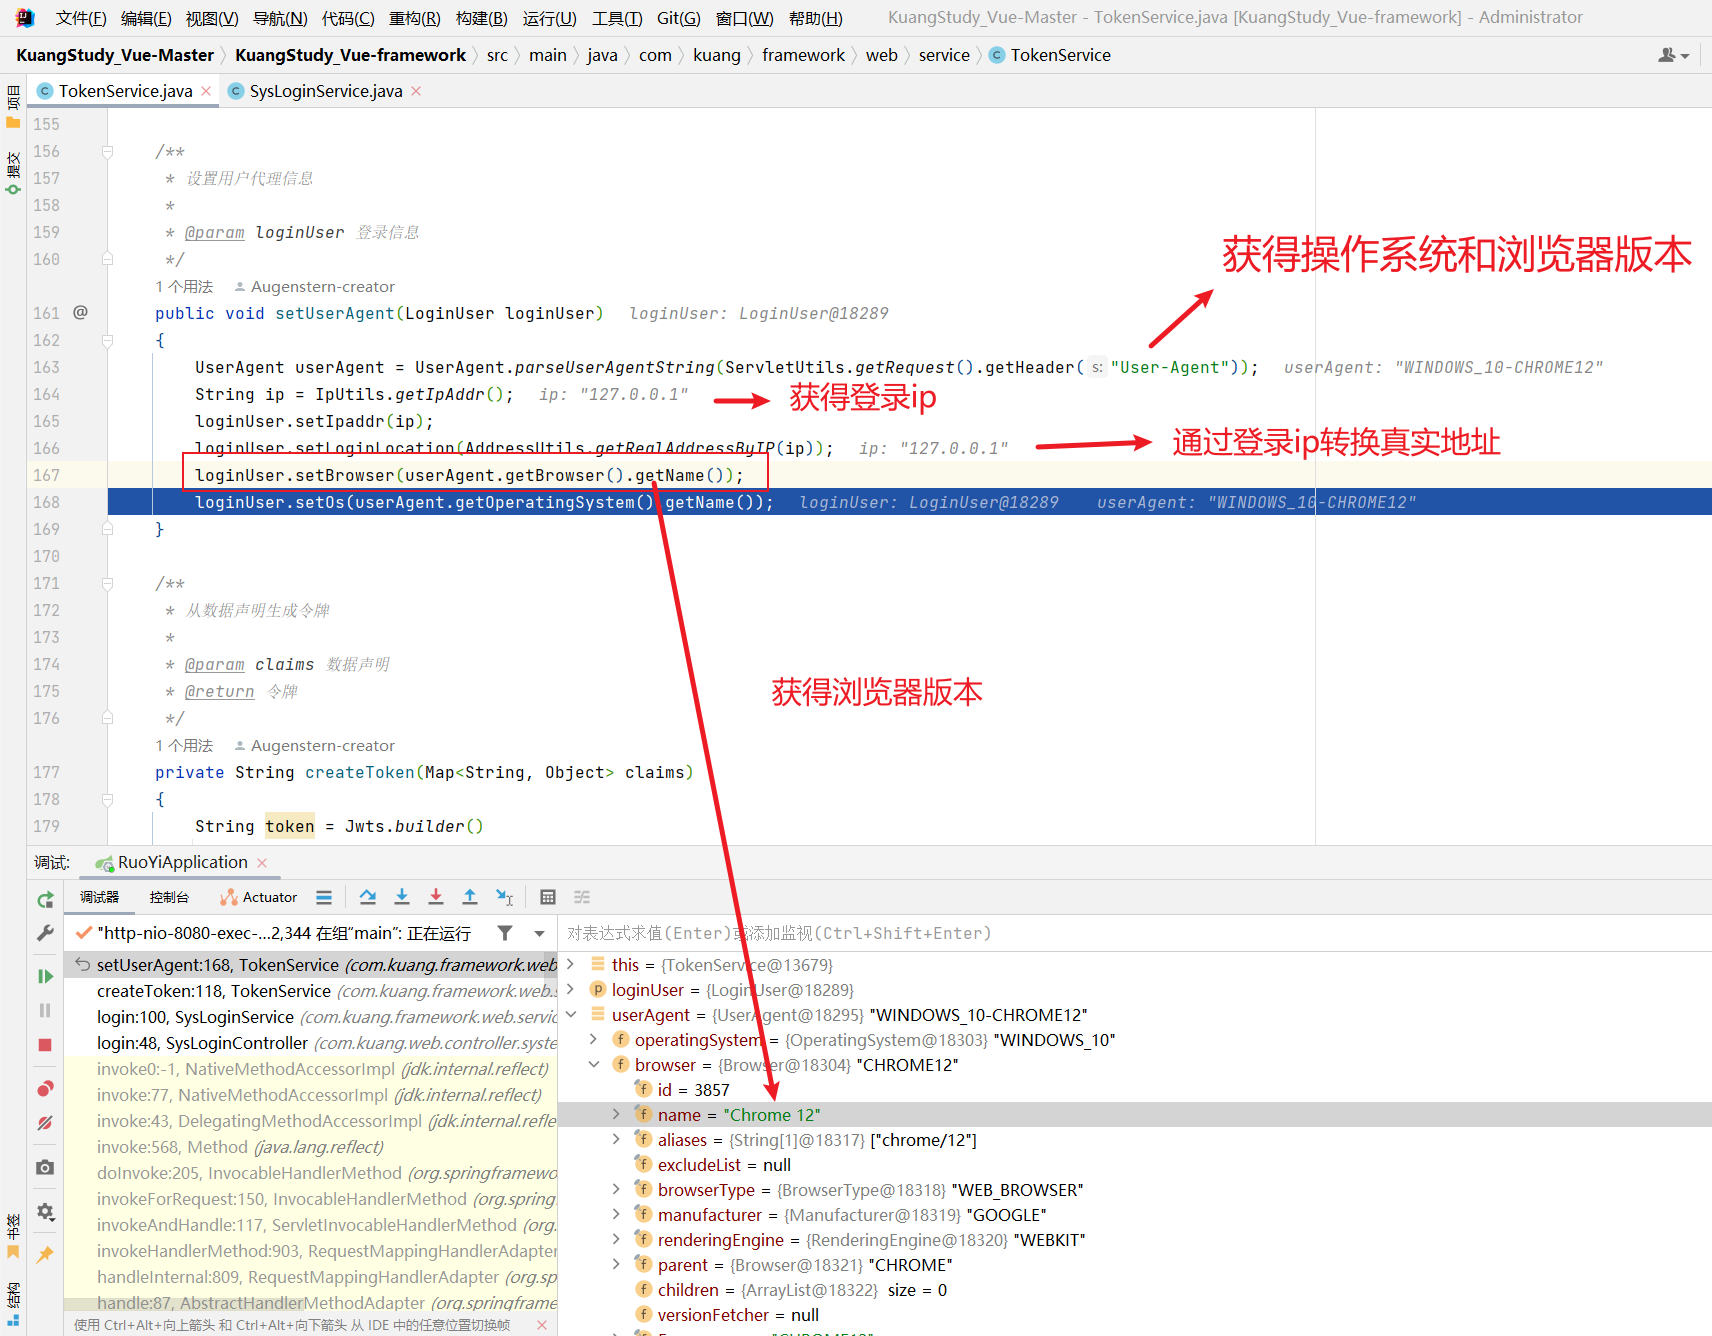 文件(F) 编辑(E) 视图(V) 导航(N) 代码(C) 重构(R) 构建(B) 运行(U) 工具(T) Git(G) 窗口(W) 帮助(H) KuangStudy_Vue-Master - TokenService.java [KuangStudy_Vue-framework] - Administrator
KuangStudy_Vue-Master KuangStudy_Vue-framework src main java com kuang framework web service TokenService
TokenService.java SysLoginService.java
项目
提交
155
156 /**
157 * 设置用户代理信息
158 *
159 * @param loginUser 登录信息
160 */
1 个用法 Augenstern-creator
获得操作系统和浏览器版本
161 @ public void setUserAgent(LoginUser loginUser) loginUser: LoginUser@18289
162 {
163 UserAgent userAgent = UserAgent.parseUserAgentString(ServletUtils.getRequest().getHeader( s: "User-Agent")); userAgent: "WINDOWS_10-CHROME12"
164 String ip = IpUtils.getIpAddr(); ip: "127.0.0.1" 获得登录ip
165 loginUser.setIpaddr(ip);
166 loginUser.setLoginLocation(AddressUtils.getRealAddressByIP(ip)); ip: "127.0.0.1" 通过登录ip转换真实地址
167 loginUser.setBrowser(userAgent.getBrowser().getName());
168 loginUser.setOs(userAgent.getOperatingSystem().getName()); loginUser: LoginUser@18289 userAgent: "WINDOWS_10-CHROME12"
169 }
170
171 /**
172 * 从数据声明生成令牌
173 *
174 * @param claims 数据声明
175 * @return 令牌
获得浏览器版本
176 */
1 个用法 Augenstern-creator
177 private String createToken(Map<String, Object> claims)
178 {
179 String token = Jwts.builder()
调试: RuoYiApplication
调试器 控制台 Actuator
"http-nio-8080-exec-...2,344 在组"main": 正在运行
对表达式求值(Enter)或添加监视(Ctrl+Shift+Enter)
setUserAgent:168, TokenService (com.kuang.framework.web
createToken:118, TokenService (com.kuang.framework.web.s
login:100, SysLoginService (com.kuang.framework.web.servic
login:48, SysLoginController (com.kuang.web.controller.syste
invoke0:-1, NativeMethodAccessorImpl (jdk.internal.reflect)
invoke:77, NativeMethodAccessorImpl (jdk.internal.reflect)
invoke:43, DelegatingMethodAccessorImpl (jdk.internal.refle
invoke:568, Method (java.lang.reflect)
doInvoke:205, InvocableHandlerMethod (org.springframewo
invokeForRequest:150, InvocableHandlerMethod (org.spring
invokeAndHandle:117, ServletInvocableHandlerMethod (org.
invokeHandlerMethod:903, RequestMappingHandlerAdapter
handleInternal:809, RequestMappingHandlerAdapter (org.sp
handle:87, AbstractHandlerMethodAdapter (org.springframe
使用 Ctrl+Alt+向上箭头 和 Ctrl+Alt+向下箭头 从 IDE 中的任意位置切换帧
this = {TokenService@13679}
loginUser = {LoginUser@18289}
userAgent = {UserAgent@18295} "WINDOWS_10-CHROME12"
operatingSystem = {OperatingSystem@18303} "WINDOWS_10"
browser = {Browser@18304} "CHROME12"
id = 3857
name = "Chrome 12"
aliases = {String[1]@18317} ["chrome/12"]
excludeList = null
browserType = {BrowserType@18318} "WEB_BROWSER"
manufacturer = {Manufacturer@18319} "GOOGLE"
renderingEngine = {RenderingEngine@18320} "WEBKIT"
parent = {Browser@18321} "CHROME"
children = {ArrayList@18322} size = 0
versionFetcher = null
书签
结构